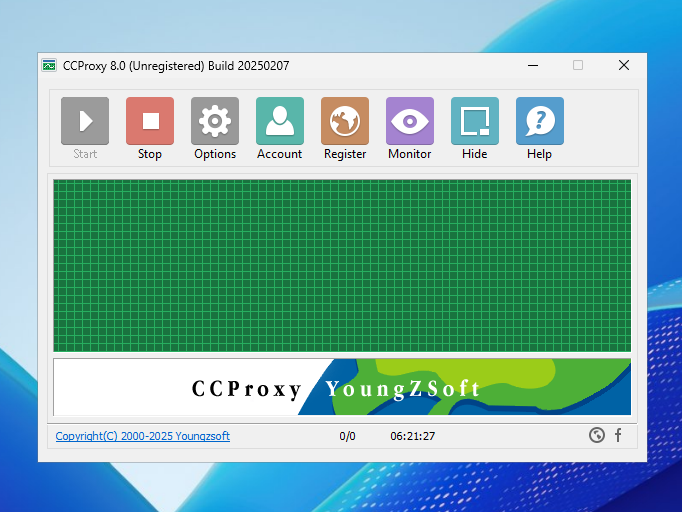 CCProxy 8.0 (Unregistered) Build 20250207
Start Stop Options Account Register Monitor Hide Help
CCProxy YoungZSoft
Copyright(C) 2000-2025 Youngzsoft 0/0 06:21:27